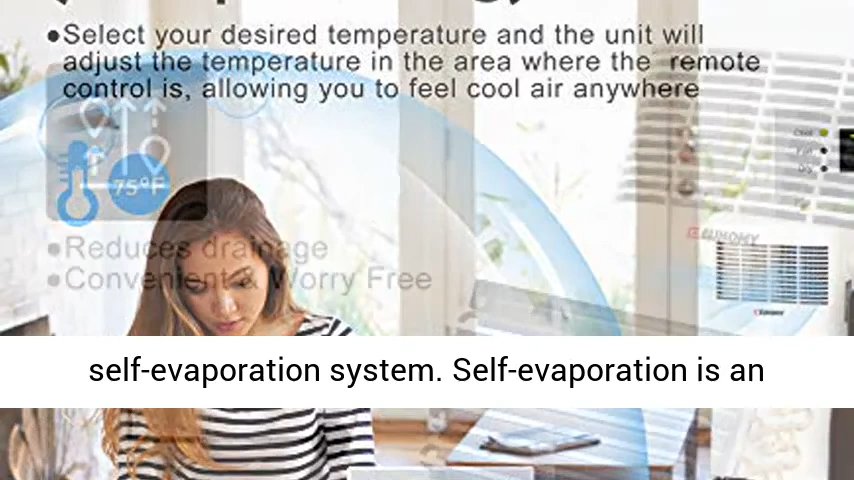 ●Select your desired temperature and the unit will
adjust the temperature in the area where the remote
control is, allowing you to feel cool air anywhere
75°F
●Reduces drainage
●Convenient & Worry Free
self-evaporation system. Self-evaporation is an